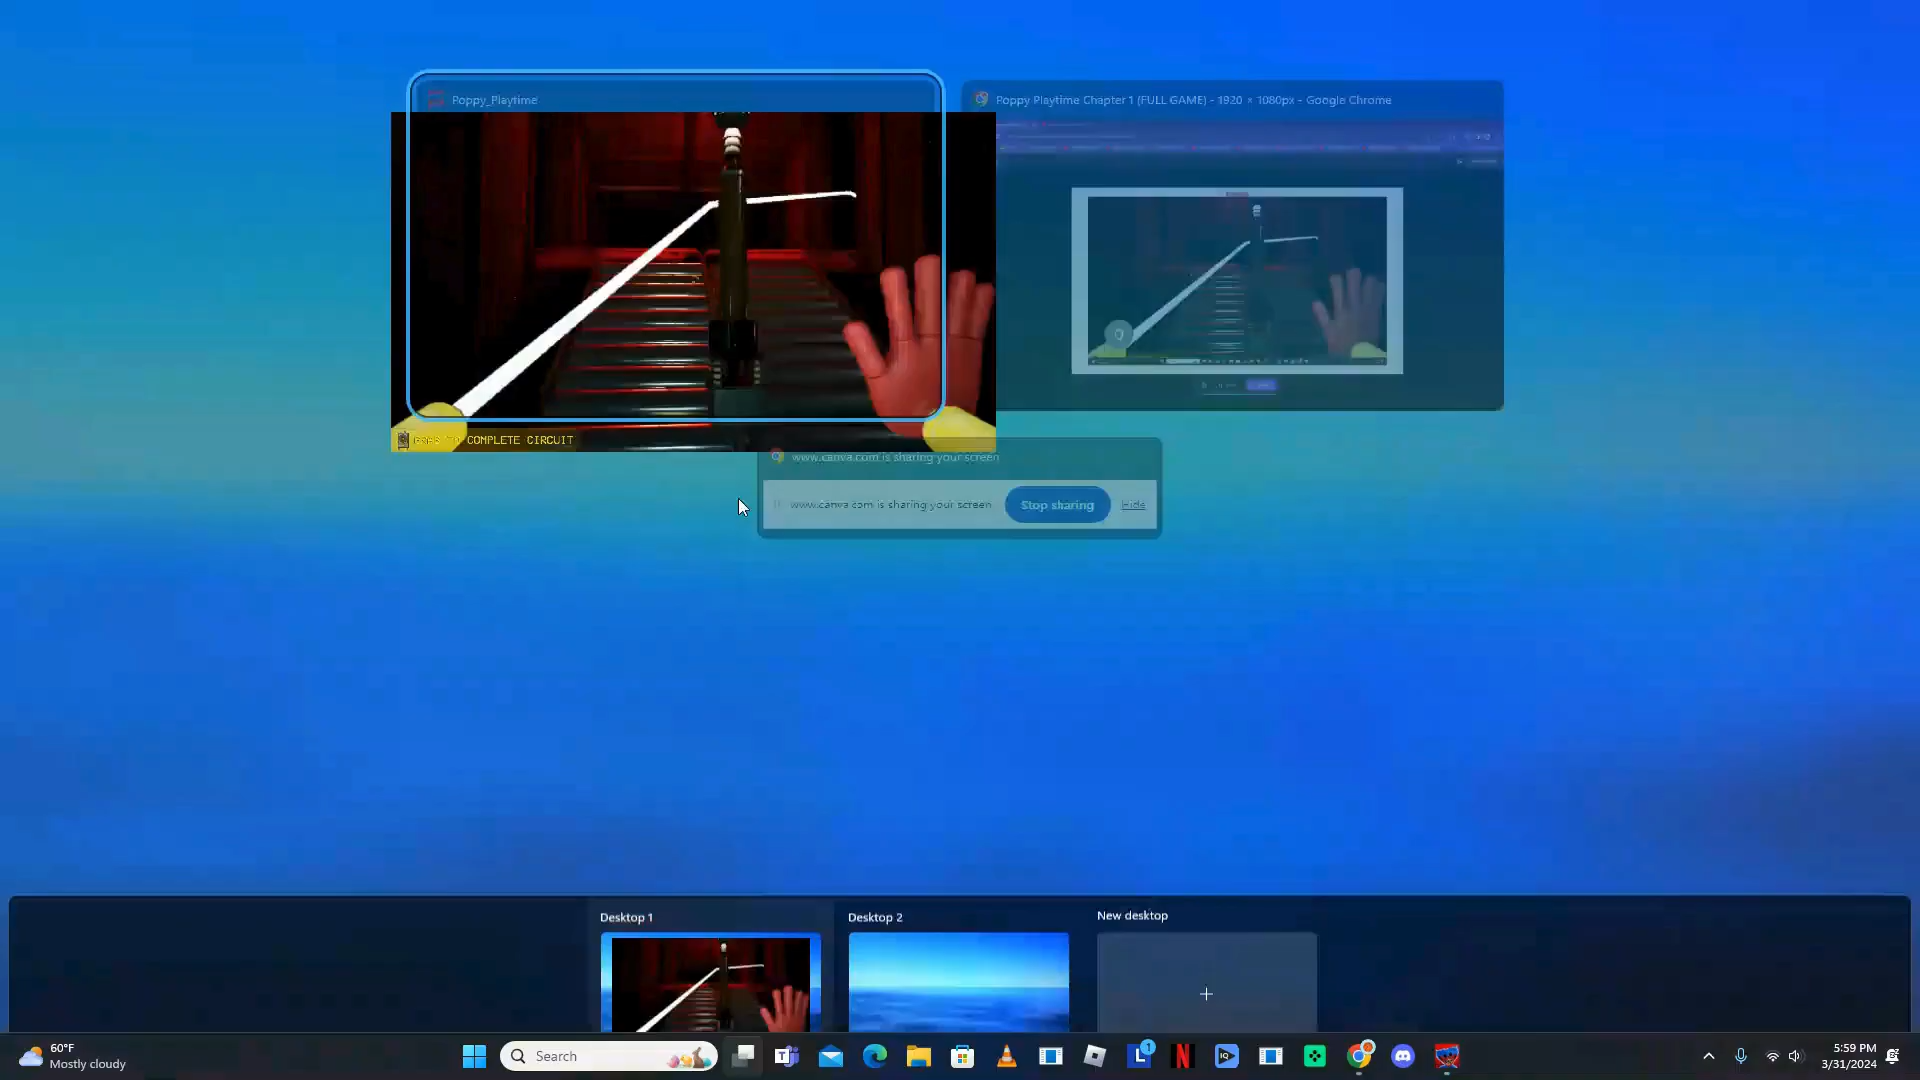 Poppy_Playtime
Poppy Playtime Chapter 1 (FULL GAME) - 1920 × 1080px - Google Chrome
COMPLETE CIRCUIT
www.canva.com is sharing your screen
www.canva.com is sharing your screen
Stop sharing
Hide
Desktop 1
Desktop 2
New desktop
60°F
Mostly cloudy
Search
L
1
N
IQ
5:59 PM
3/31/2024